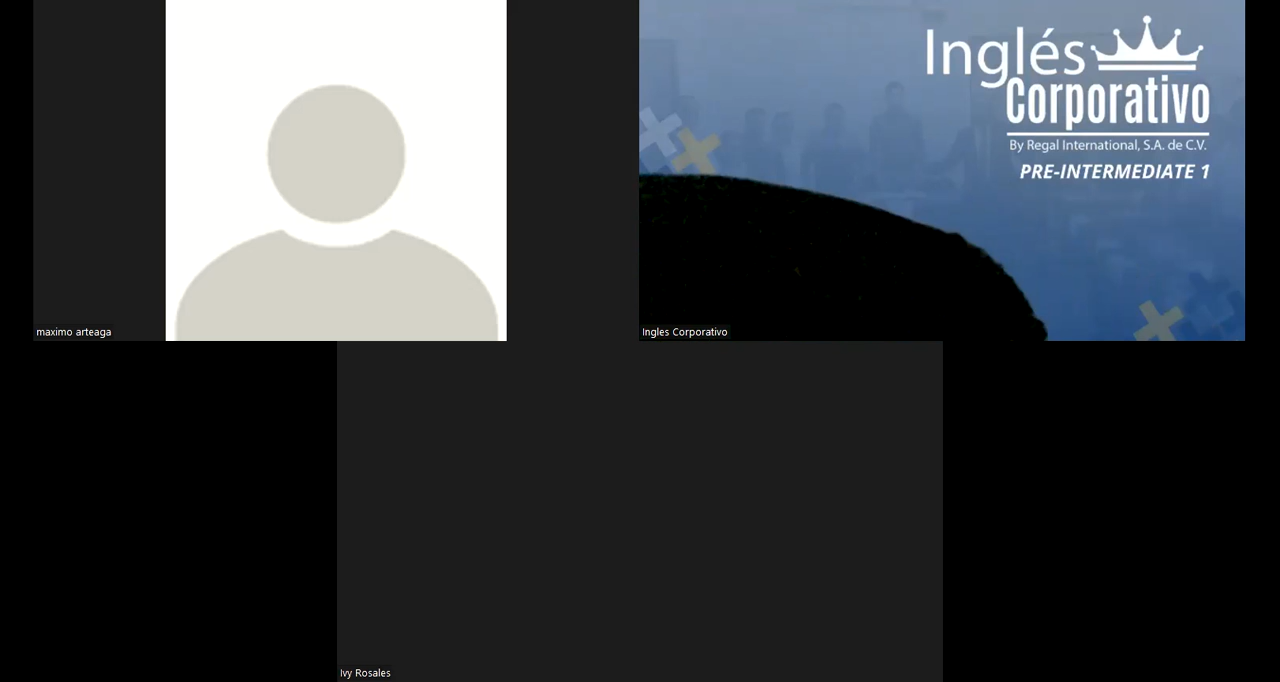 Inglés
Corporativo
By Regal International, S.A. de C.V.
PRE-INTERMEDIATE 1
maximo arteaga
Ingles Corporativo
Ivy Rosales